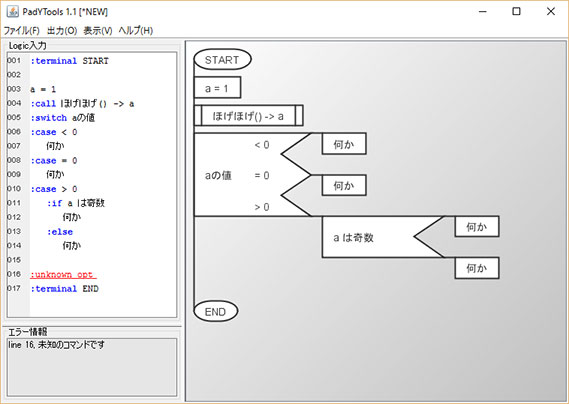 PadYTools 1.1 [*NEW]
ファイル(F) 出力(O) 表示(V) ヘルプ(H)
Logic入力
001 :terminal START
002
003 a = 1
004 :call ほげほげ() -> a
005 :switch aの値
006 :case < 0
007 何か
008 :case = 0
009 何か
010 :case > 0
011 :if a は奇数
012 何か
013 :else
014 何か
015
016 :unknown opt
017 :terminal END
エラー情報
line 16, 未知のコマンドです
START
a = 1
ほげほげ() -> a
aの値
< 0
何か
= 0
何か
> 0
a は奇数
何か
何か
END